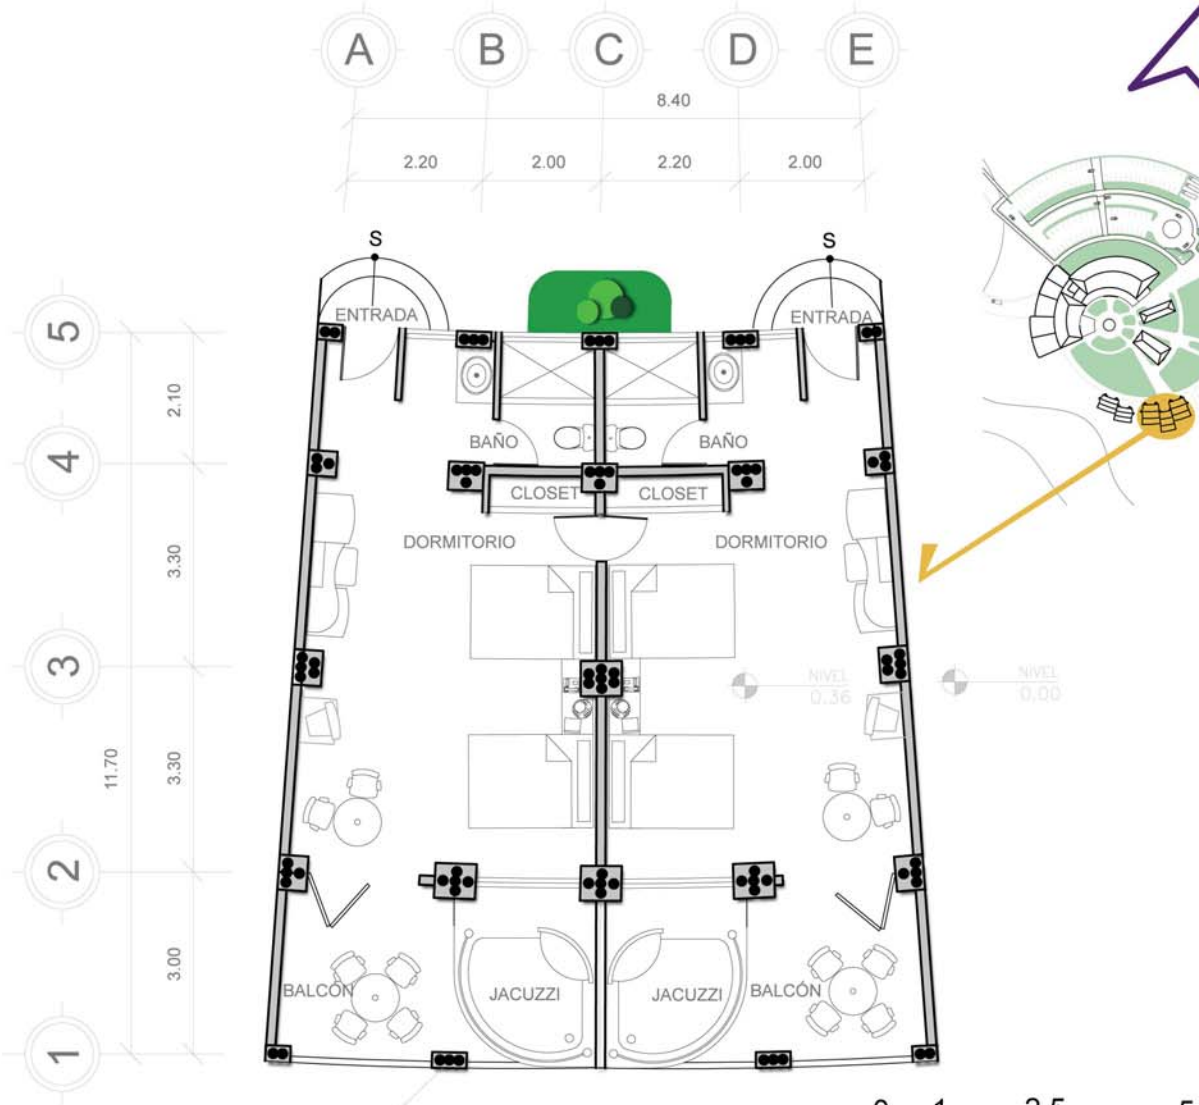 A B C D E
8.40
2.20 2.00 2.20 2.00
S S
ENTRADA ENTRADA
5
2.10
4
BAÑO BAÑO
CLOSET CLOSET
DORMITORIO DORMITORIO
3.30
3
NIVEL NIVEL
0.36 0.00
3.30
11.70
2
3.00
BALCÓN JACUZZI JACUZZI BALCÓN
1